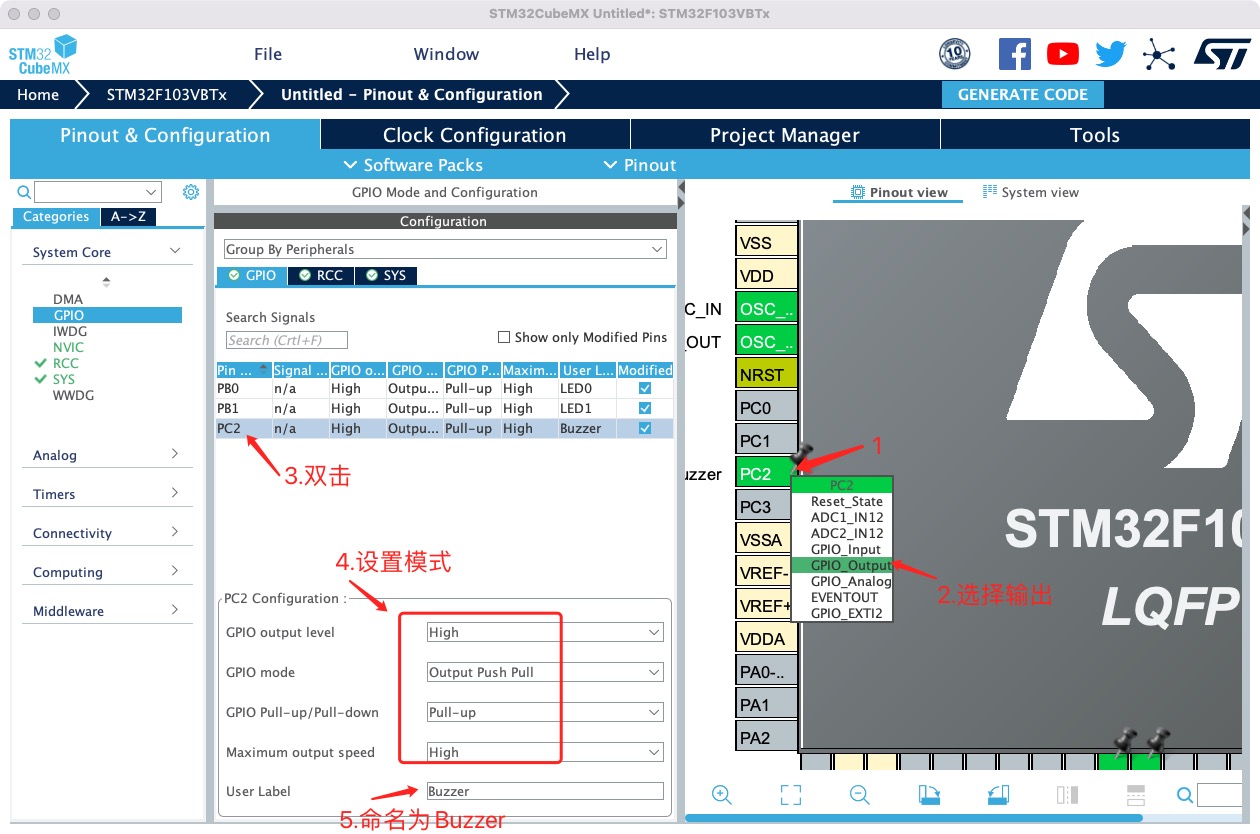 STM32CubeMX Untitled*: STM32F103VBTx
STM32
CubeMX
File
Window
Help
10
Home
STM32F103VBTx
Untitled – Pinout & Configuration
GENERATE CODE
Pinout & Configuration
Clock Configuration
Project Manager
Tools
Software Packs
Pinout
Categories
A->Z
System Core
DMA
GPIO
IWDG
NVIC
RCC
SYS
WWDG
Analog
Timers
Connectivity
Computing
Middleware
GPIO Mode and Configuration
Configuration
Group By Peripherals
GPIO
RCC
SYS
Search Signals
Search (Crtl+F)
Show only Modified Pins
Pin ... Signal ... GPIO o... GPIO ... GPIO P... Maxim... User L... Modified
PB0 n/a High Outpu... Pull-up High LED0
PB1 n/a High Outpu... Pull-up High LED1
PC2 n/a High Outpu... Pull-up High Buzzer
3.双击
4.设置模式
PC2 Configuration :
GPIO output level High
GPIO mode Output Push Pull
GPIO Pull-up/Pull-down Pull-up
Maximum output speed High
User Label Buzzer
5.命名为 Buzzer
Pinout view
System view
VSS
VDD
C_IN OSC_..
_OUT OSC_..
NRST
PC0
PC1
uzzer PC2
PC3
VSSA
VREF-
VREF+
VDDA
PA0-..
PA1
PA2
1
PC2
Reset_State
ADC1_IN12
ADC2_IN12
GPIO_Input
GPIO_Output
GPIO_Analog
EVENTOUT
GPIO_EXTI2
2.选择输出
STM32F10
LQFP